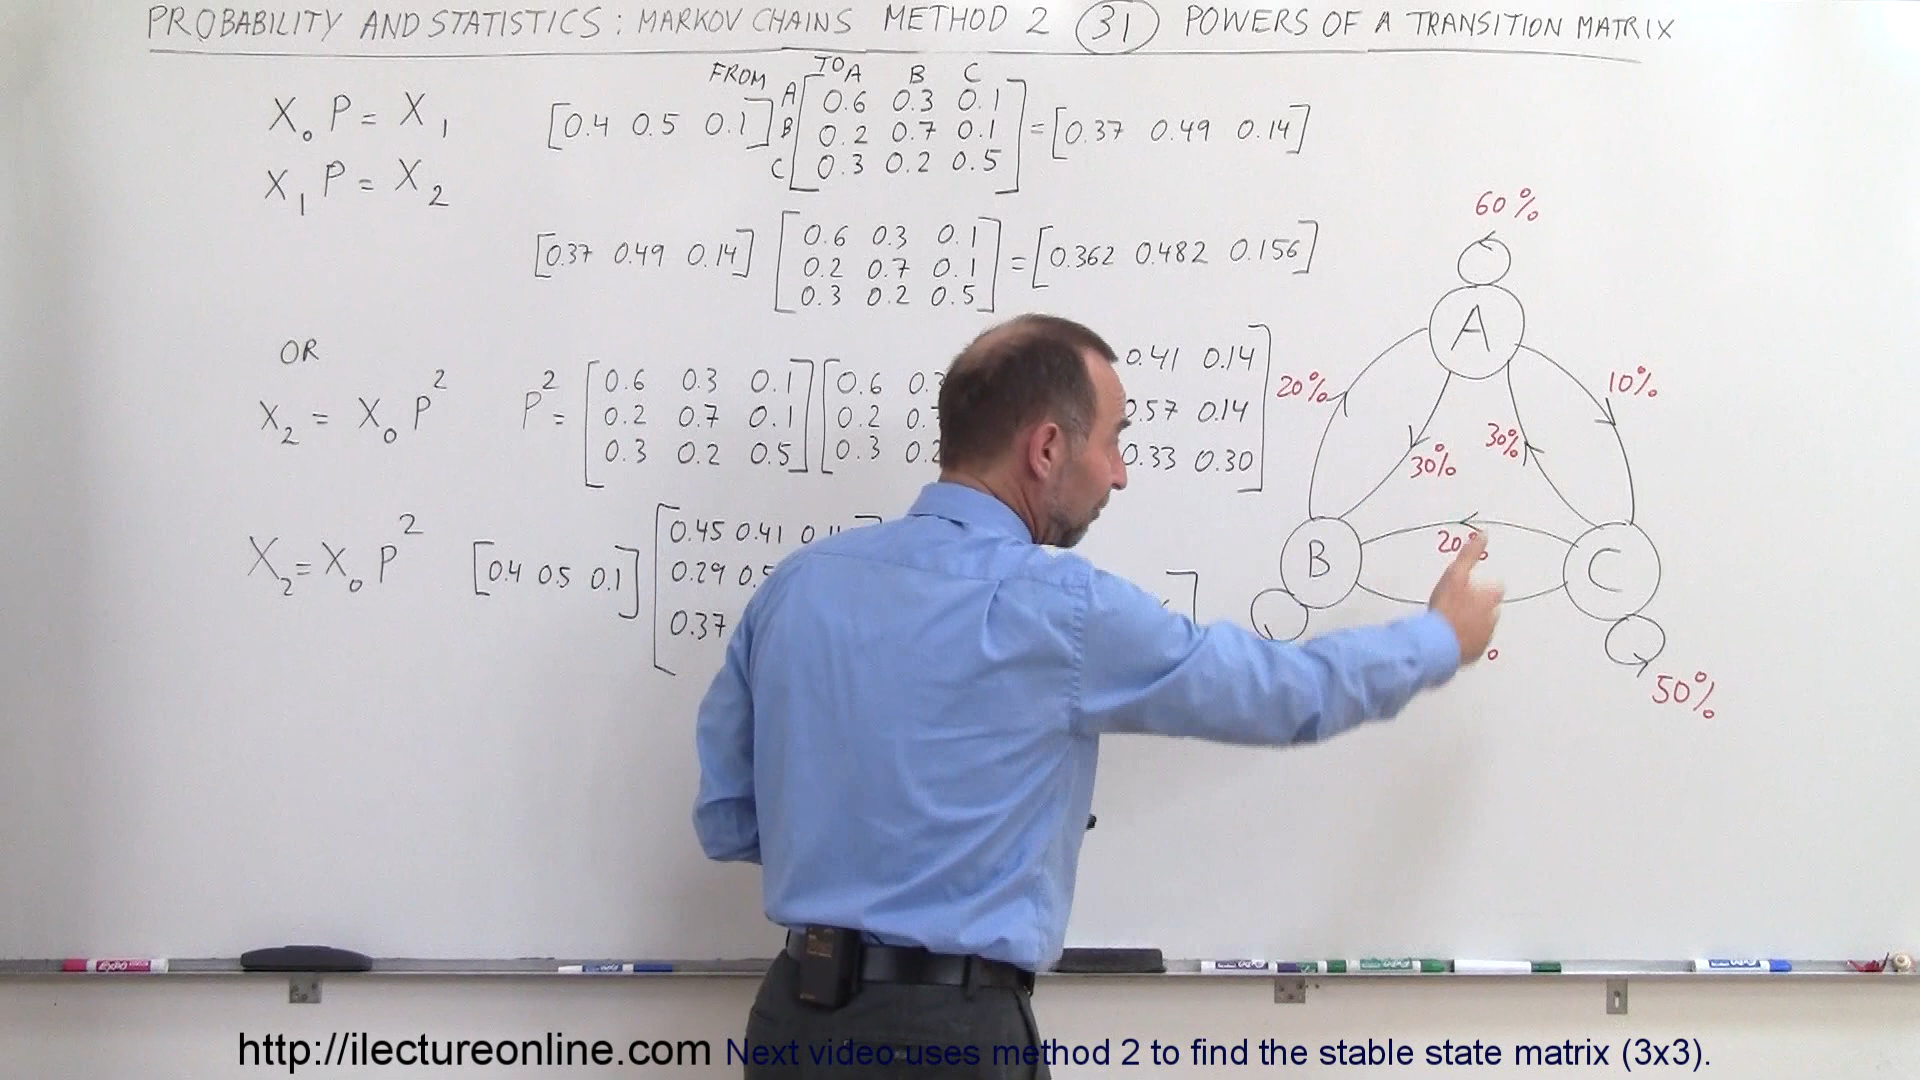 PROBABILITY AND STATISTICS: MARKOV CHAINS METHOD 2 (31) POWERS OF A TRANSITION MATRIX
FROM TO A B C
X₀ P = X₁ [0.4 0.5 0.1] A [0.6 0.3 0.1] = [0.37 0.49 0.14]
B [0.2 0.7 0.1]
C [0.3 0.2 0.5]
X₁ P = X₂
[0.37 0.49 0.14] [0.6 0.3 0.1] = [0.362 0.482 0.156]
[0.2 0.7 0.1]
[0.3 0.2 0.5]
OR
X₂ = X₀ P² P² = [0.6 0.3 0.1] [0.6 0.41 0.14]
[0.2 0.7 0.1] [0.2 0.14]
[0.3 0.2 0.5] [0.3 0.33 0.30]
X₂ = X₀ P² [0.4 0.5 0.1] [0.45 0.41
0.29
0.37
60%
A
20%
10%
30%
30%
B
20%
C
50%
EXPO
http://ilectureonline.com Next video uses method 2 to find the stable state matrix (3x3).